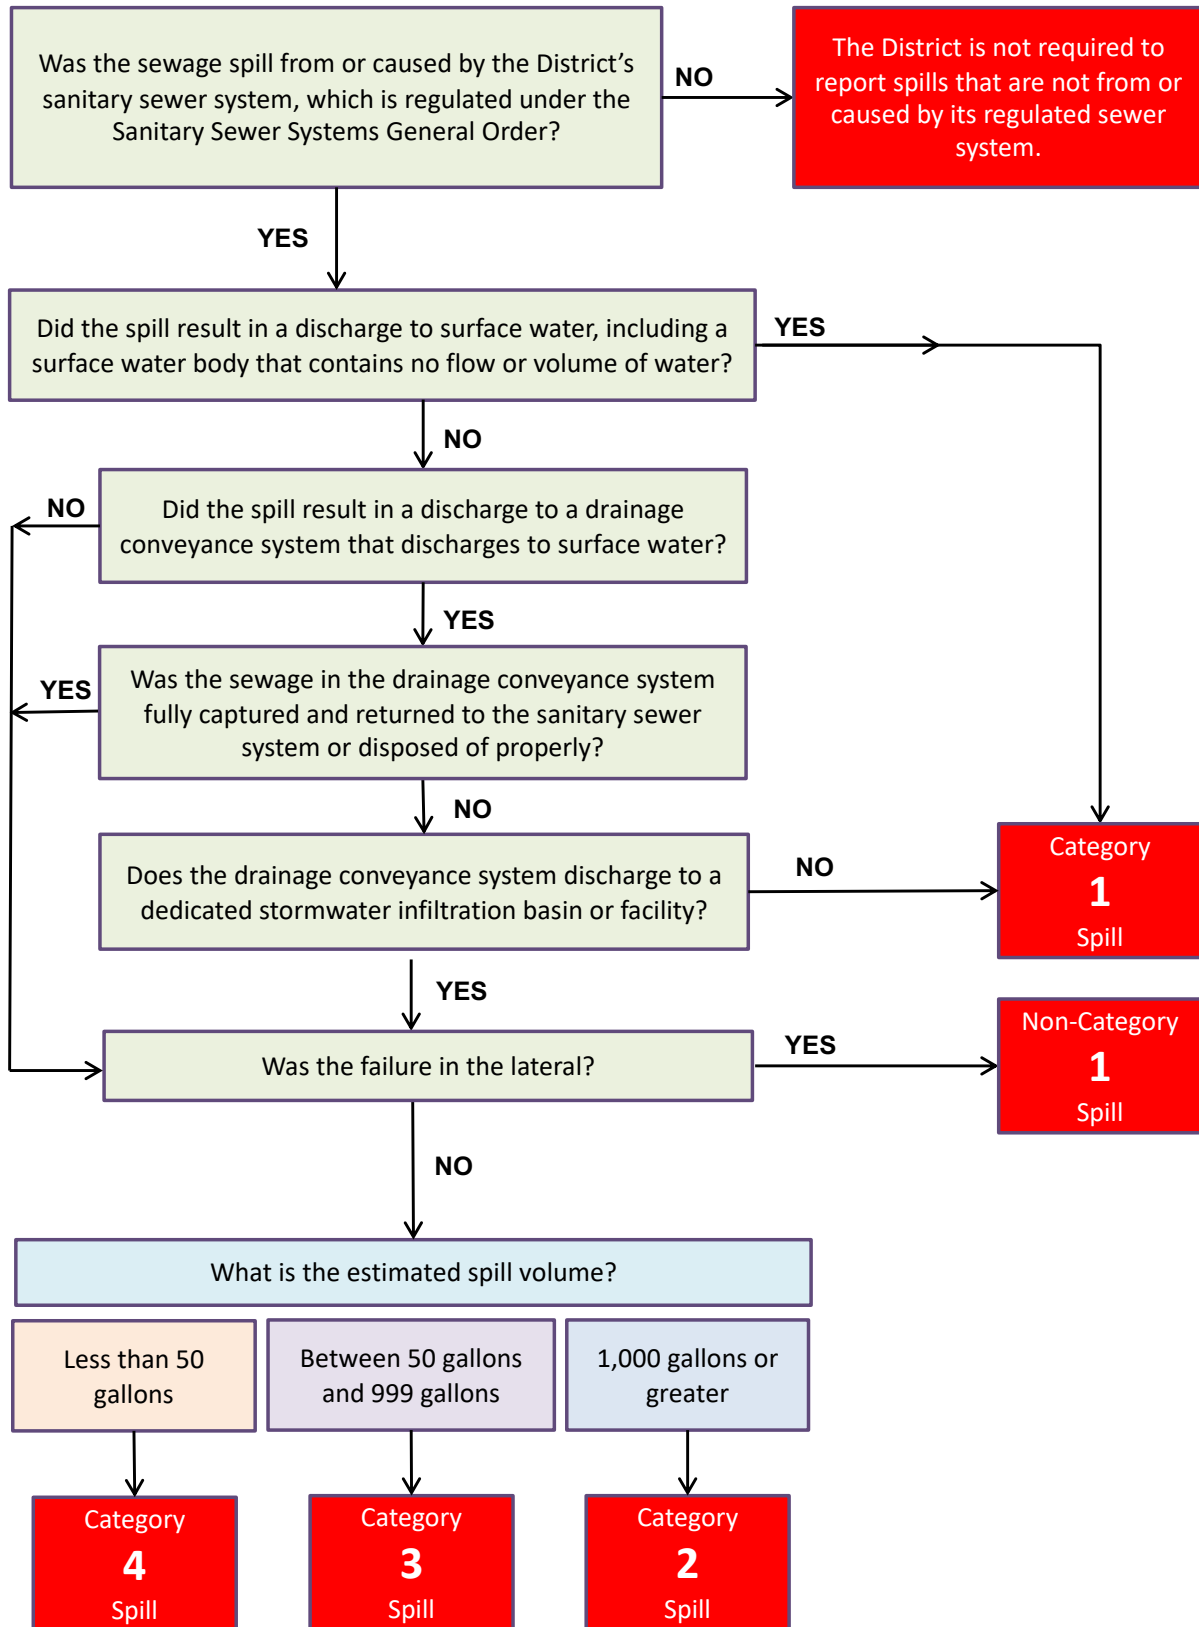 Was the sewage spill from or caused by the District’s
sanitary sewer system, which is regulated under the
Sanitary Sewer Systems General Order?
NO
The District is not required to
report spills that are not from or
caused by its regulated sewer
system.
YES
Did the spill result in a discharge to surface water, including a
surface water body that contains no flow or volume of water?
YES
NO
Did the spill result in a discharge to a drainage
conveyance system that discharges to surface water?
NO
YES
Was the sewage in the drainage conveyance system
fully captured and returned to the sanitary sewer
system or disposed of properly?
YES
NO
Does the drainage conveyance system discharge to a
dedicated stormwater infiltration basin or facility?
NO
Category
1
Spill
YES
Was the failure in the lateral?
YES
Non-Category
1
Spill
NO
What is the estimated spill volume?
Less than 50
gallons
Between 50 gallons
and 999 gallons
1,000 gallons or
greater
Category
4
Spill
Category
3
Spill
Category
2
Spill